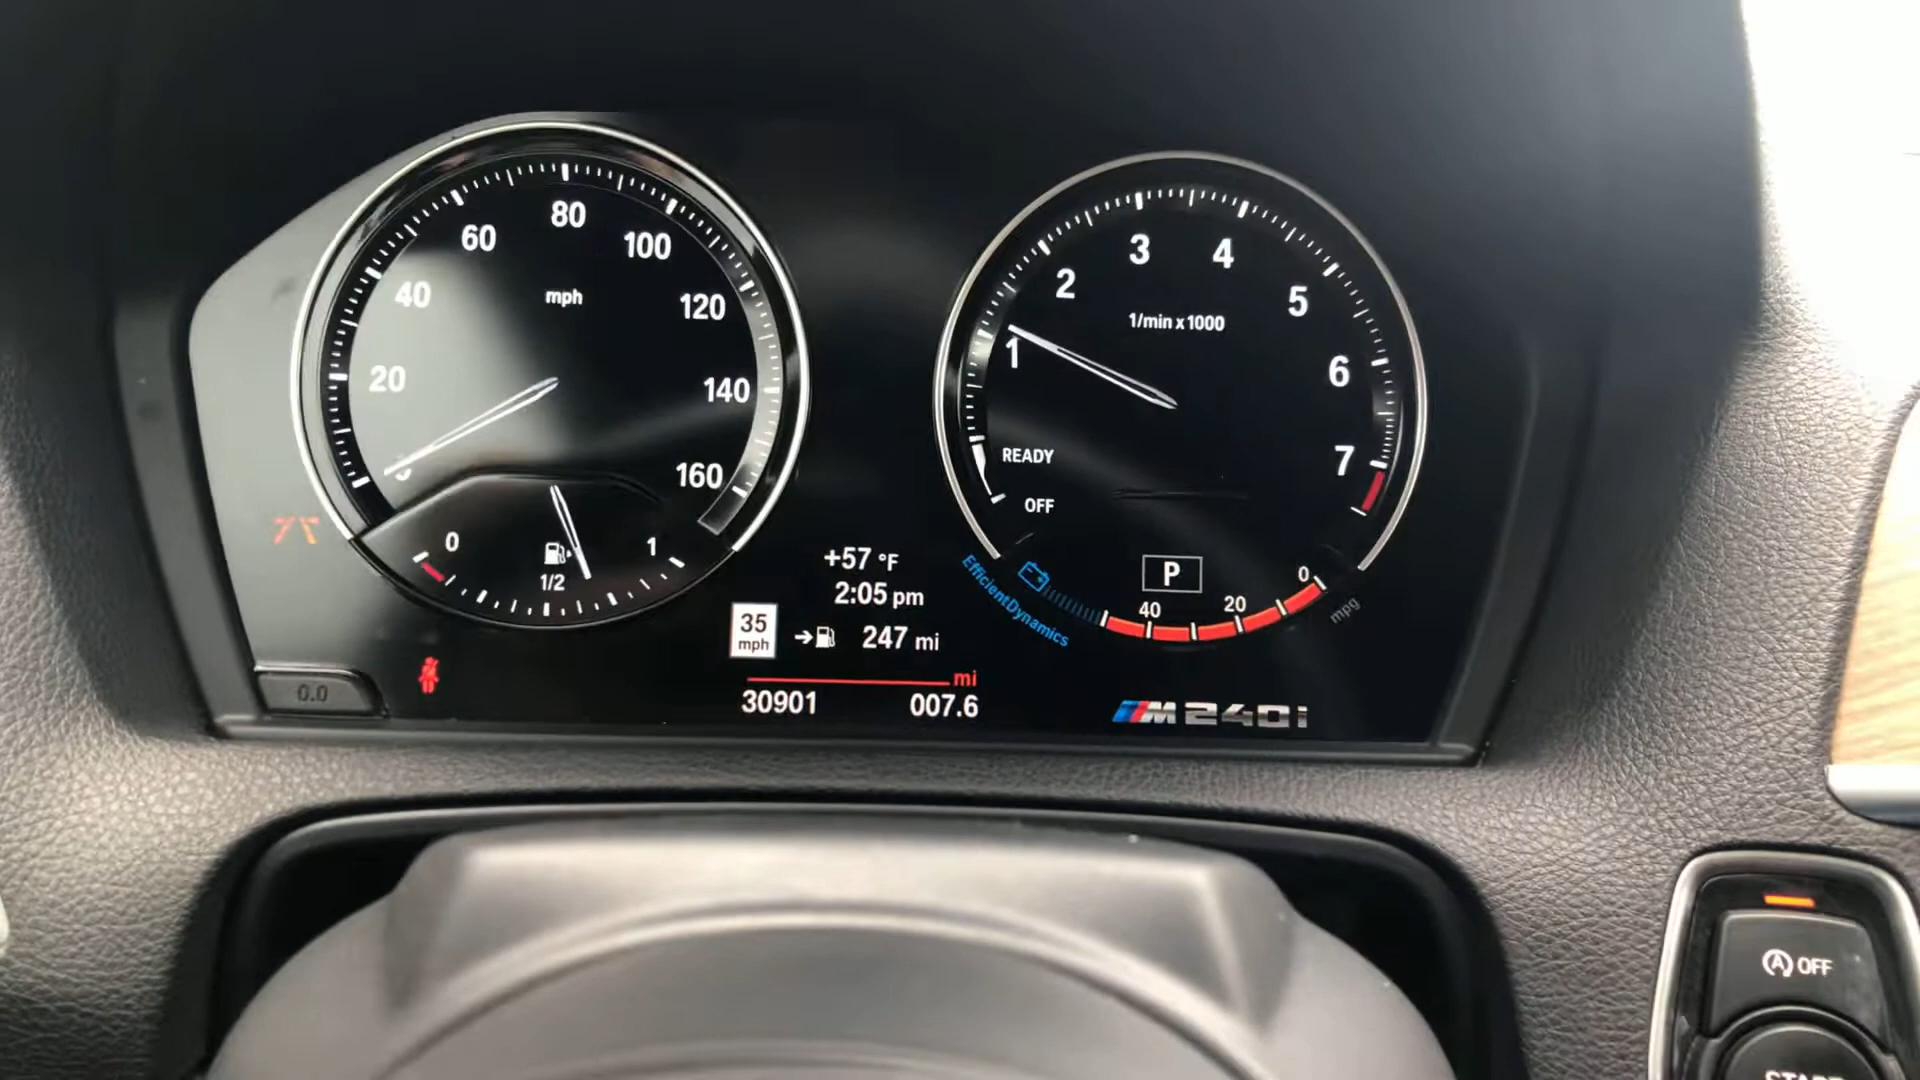 20
40
60
80
100
120
140
160
mph
0
1/2
1
0.0
+57 °F
2:05 pm
35
mph
247 mi
mi
30901 007.6
1
2
3
4
5
6
7
1/min x 1000
READY
OFF
P
EfficientDynamics
40
20
0
mpg
M240i
A OFF